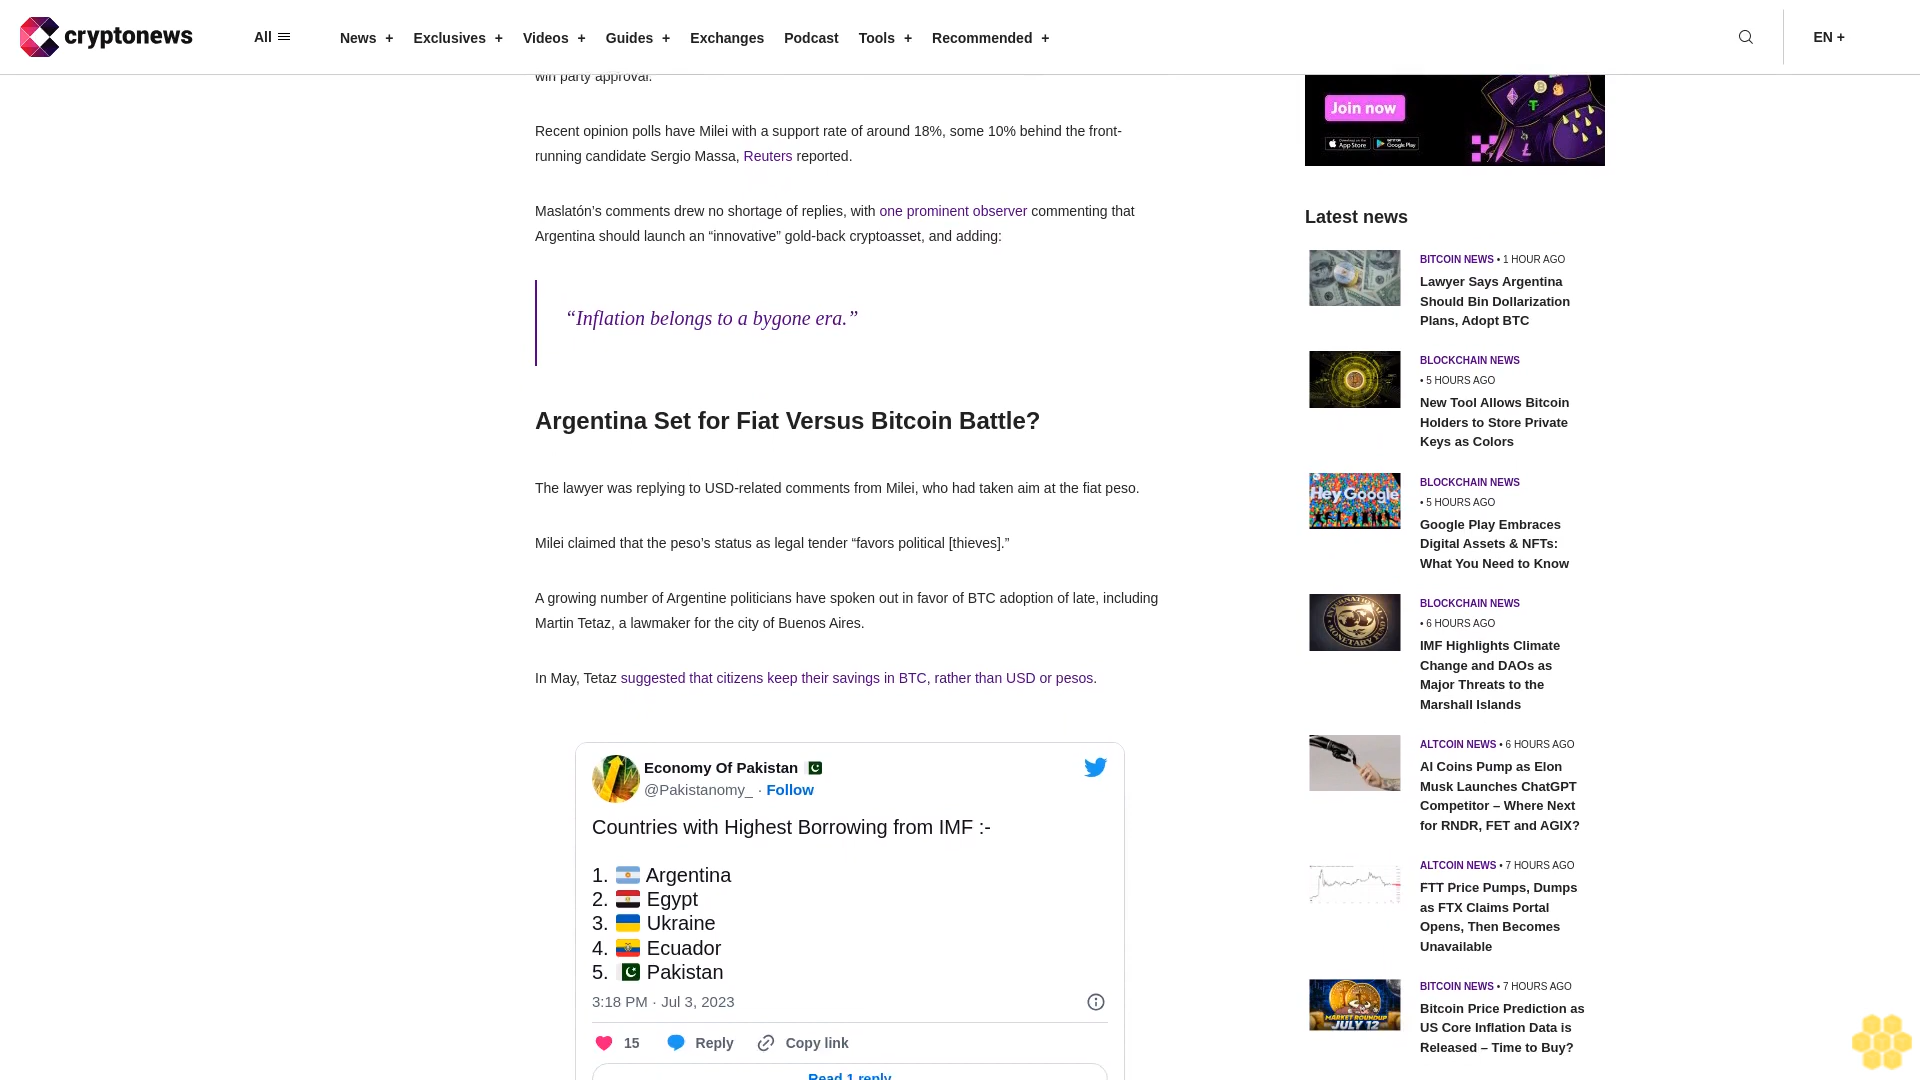 cryptonews
All
News +
Exclusives +
Videos +
Guides +
Exchanges
Podcast
Tools +
Recommended +
EN +
win party approval.
Recent opinion polls have Milei with a support rate of around 18%, some 10% behind the front-
running candidate Sergio Massa, Reuters reported.
Maslatón’s comments drew no shortage of replies, with one prominent observer commenting that
Argentina should launch an “innovative” gold-back cryptoasset, and adding:
“Inflation belongs to a bygone era.”
Argentina Set for Fiat Versus Bitcoin Battle?
The lawyer was replying to USD-related comments from Milei, who had taken aim at the fiat peso.
Milei claimed that the peso’s status as legal tender “favors political [thieves].”
A growing number of Argentine politicians have spoken out in favor of BTC adoption of late, including
Martin Tetaz, a lawmaker for the city of Buenos Aires.
In May, Tetaz suggested that citizens keep their savings in BTC, rather than USD or pesos.
Economy Of Pakistan
@Pakistanomy_ · Follow
Countries with Highest Borrowing from IMF :-
1. Argentina
2. Egypt
3. Ukraine
4. Ecuador
5. Pakistan
3:18 PM · Jul 3, 2023
15
Reply
Copy link
Read 1 reply
Join now
App Store
Google Play
Latest news
BITCOIN NEWS • 1 HOUR AGO
Lawyer Says Argentina
Should Bin Dollarization
Plans, Adopt BTC
BLOCKCHAIN NEWS
• 5 HOURS AGO
New Tool Allows Bitcoin
Holders to Store Private
Keys as Colors
Hey Google
BLOCKCHAIN NEWS
• 5 HOURS AGO
Google Play Embraces
Digital Assets & NFTs:
What You Need to Know
INTERNATIONAL
MONETARY FUND
BLOCKCHAIN NEWS
• 6 HOURS AGO
IMF Highlights Climate
Change and DAOs as
Major Threats to the
Marshall Islands
ALTCOIN NEWS • 6 HOURS AGO
AI Coins Pump as Elon
Musk Launches ChatGPT
Competitor – Where Next
for RNDR, FET and AGIX?
ALTCOIN NEWS • 7 HOURS AGO
FTT Price Pumps, Dumps
as FTX Claims Portal
Opens, Then Becomes
Unavailable
MARKET ROUNDUP
JULY 12
BITCOIN NEWS • 7 HOURS AGO
Bitcoin Price Prediction as
US Core Inflation Data is
Released – Time to Buy?